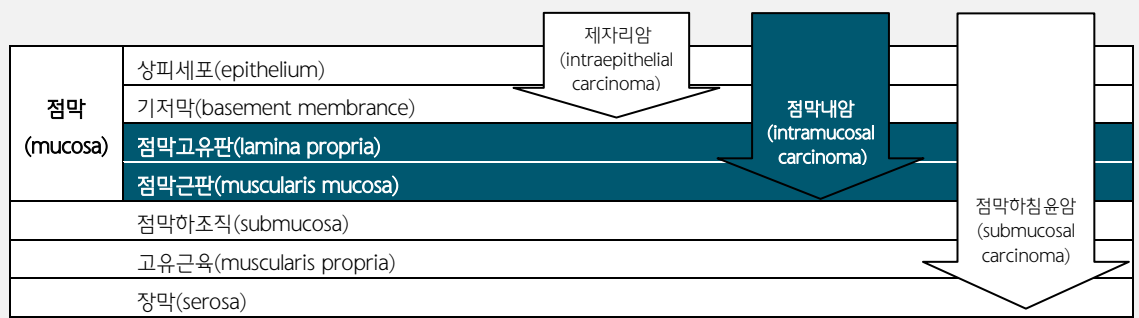 제자리암
(intraepithelial
carcinoma)
점막내암
(intramucosal
carcinoma)
점막하침윤암
(submucosal
carcinoma)
점막
(mucosa)
상피세포(epithelium)
기저막(basement membrance)
점막고유판(lamina propria)
점막근판(muscularis mucosa)
점막하조직(submucosa)
고유근육(muscularis propria)
장막(serosa)